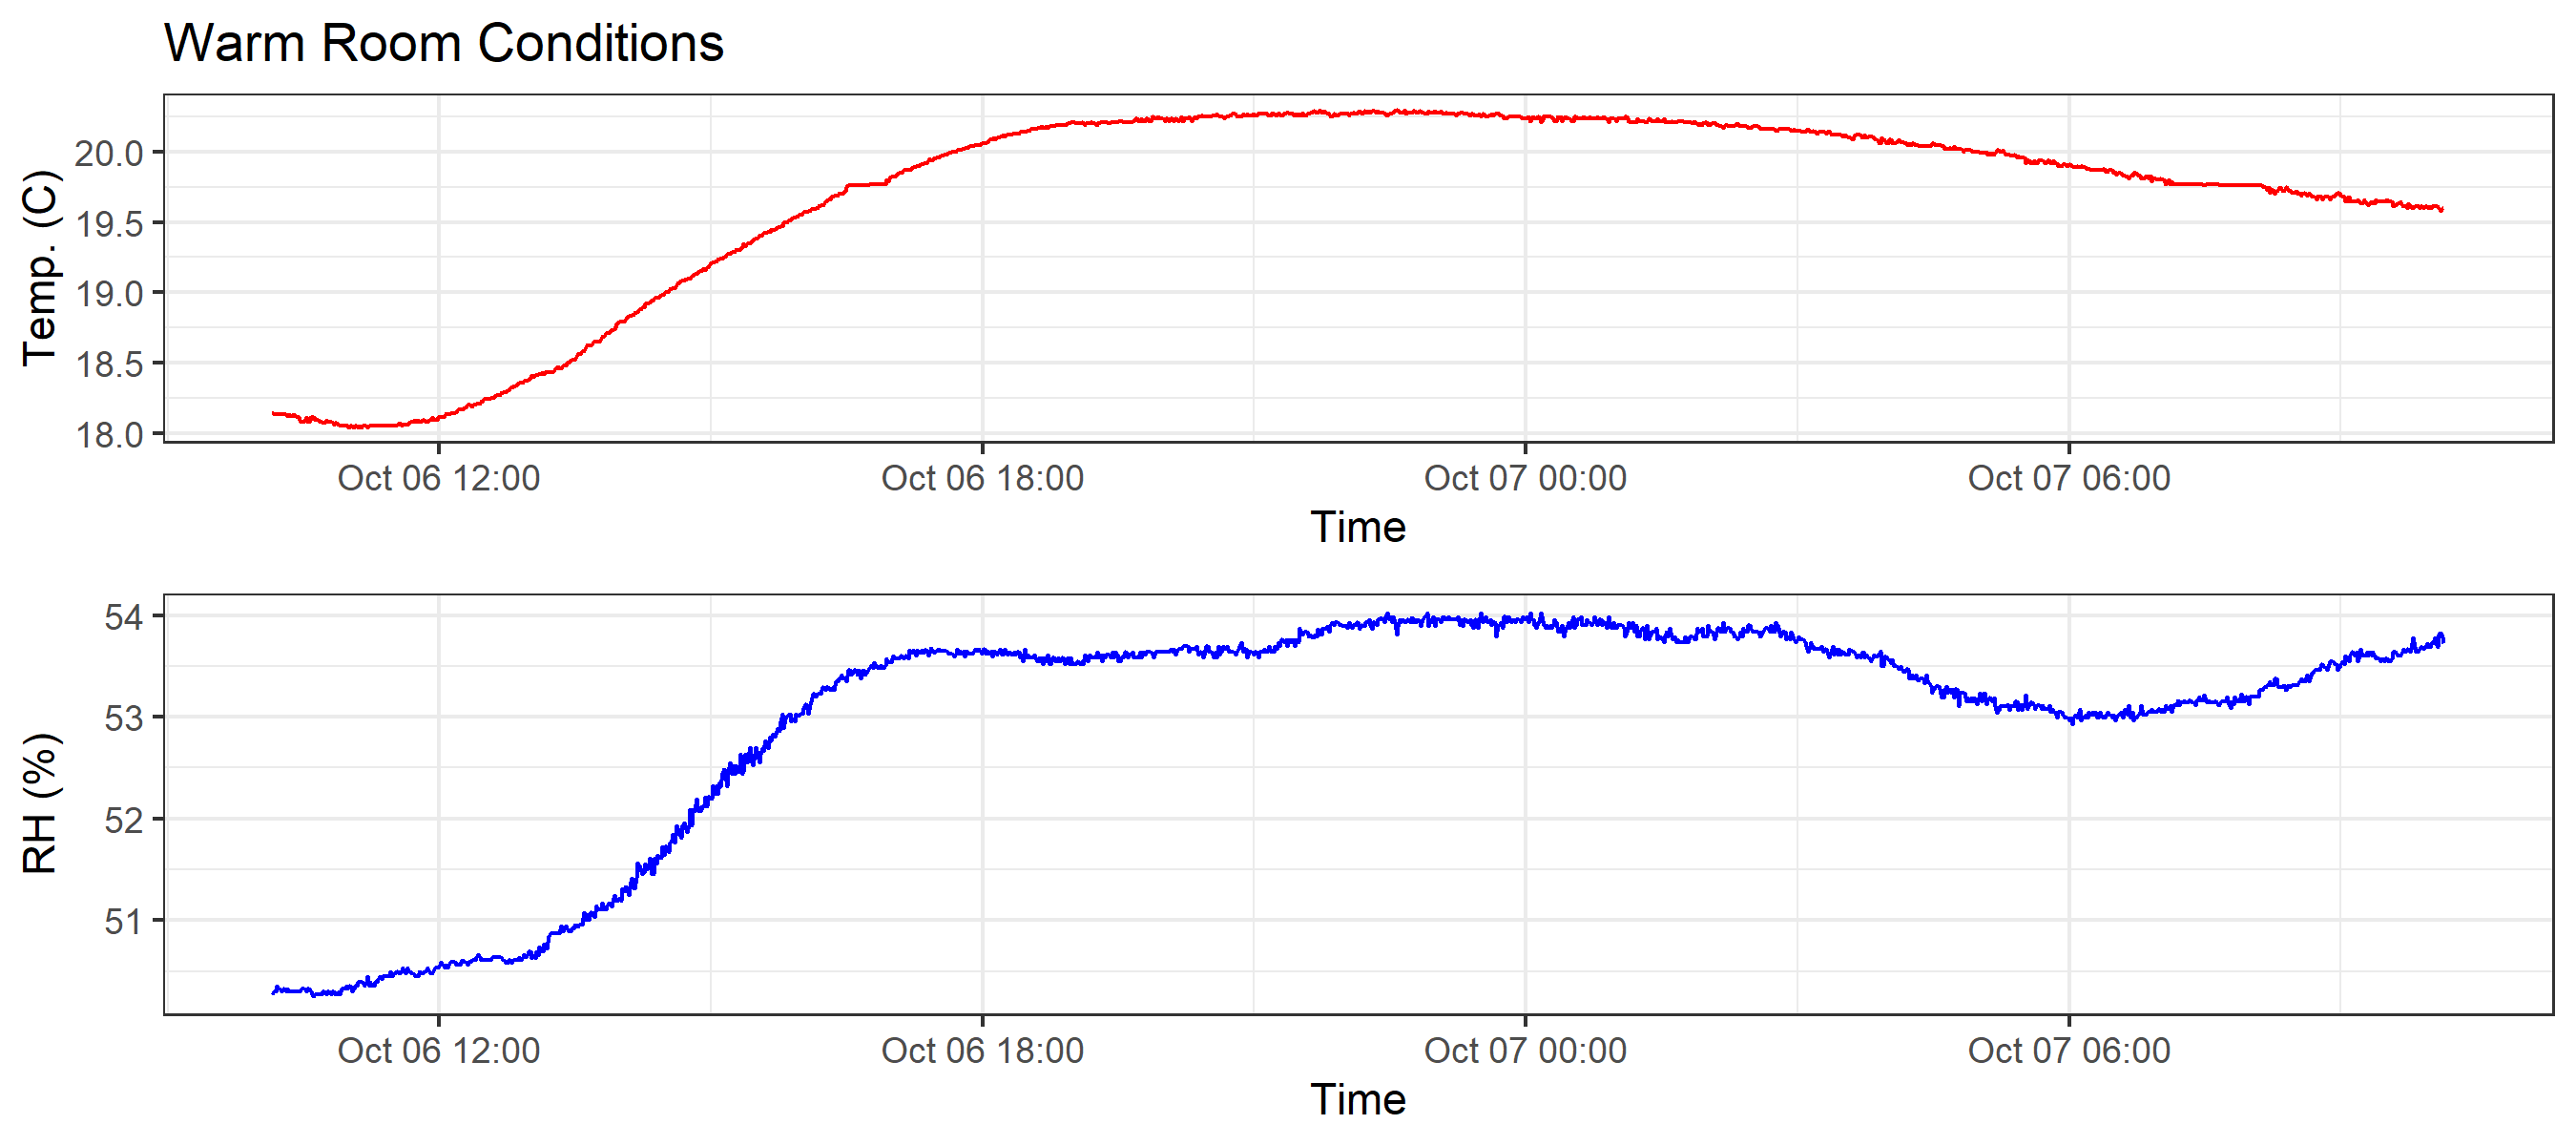 Warm Room Conditions
Temp. (C)
20.0
19.5
19.0
18.5
18.0
Oct 06 12:00 Oct 06 18:00 Oct 07 00:00 Oct 07 06:00
Time
RH (%)
54
53
52
51
Oct 06 12:00 Oct 06 18:00 Oct 07 00:00 Oct 07 06:00
Time